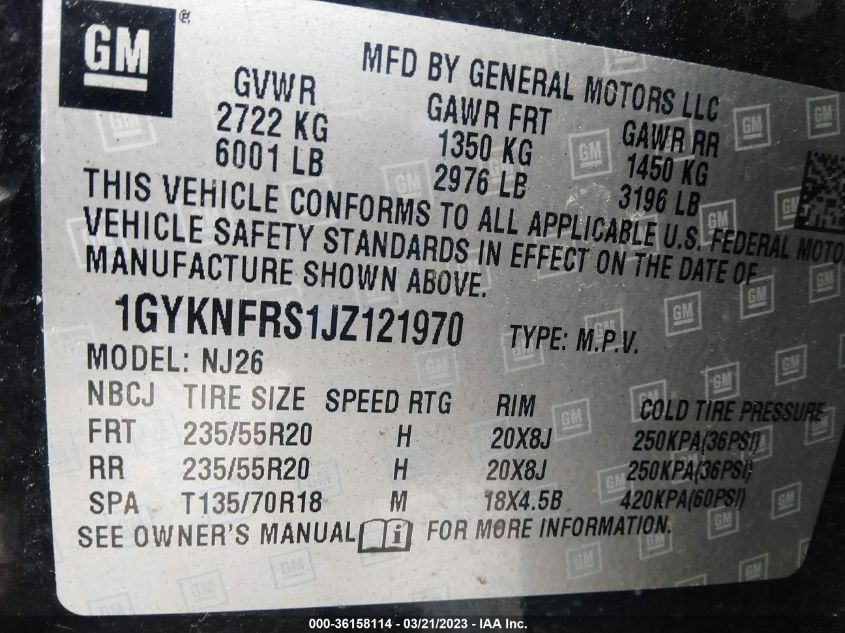 GM ®
MFD BY GENERAL MOTORS LLC
GVWR GAWR FRT GAWR RR
2722 KG 1350 KG 1450 KG
6001 LB 2976 LB 3196 LB
THIS VEHICLE CONFORMS TO ALL APPLICABLE U.S. FEDERAL MOTO
VEHICLE SAFETY STANDARDS IN EFFECT ON THE DATE OF
MANUFACTURE SHOWN ABOVE.
1GYKNFRS1JZ121970 TYPE: M.P.V.
MODEL: NJ26
NBCJ TIRE SIZE SPEED RTG RIM COLD TIRE PRESSURE
FRT 235/55R20 H 20X8J 250KPA(36PSI)
RR 235/55R20 H 20X8J 250KPA(36PSI)
SPA T135/70R18 M 18X4.5B 420KPA(60PSI)
SEE OWNER'S MANUAL i FOR MORE INFORMATION.
000-36158114 — 03/21/2023 — IAA Inc.